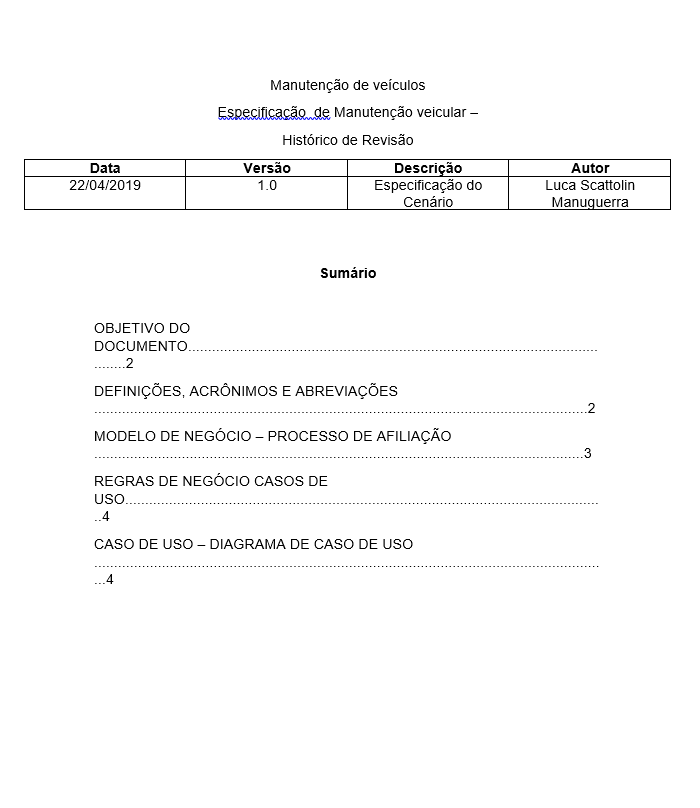 Manutenção de veículos
Especificação  de Manutenção veicular –
Histórico de Revisão
Data Versão Descrição Autor
22/04/2019 1.0 Especificação do Cenário Luca Scattolin Manuguerra
Sumário
OBJETIVO DO
DOCUMENTO.......................................................................................................
........2
DEFINIÇÕES, ACRÔNIMOS E ABREVIAÇÕES
............................................................................................................................2
MODELO DE NEGÓCIO – PROCESSO DE AFILIAÇÃO
...........................................................................................................................3
REGRAS DE NEGÓCIO CASOS DE
USO.......................................................................................................................
..4
CASO DE USO – DIAGRAMA DE CASO DE USO
...............................................................................................................................
...4